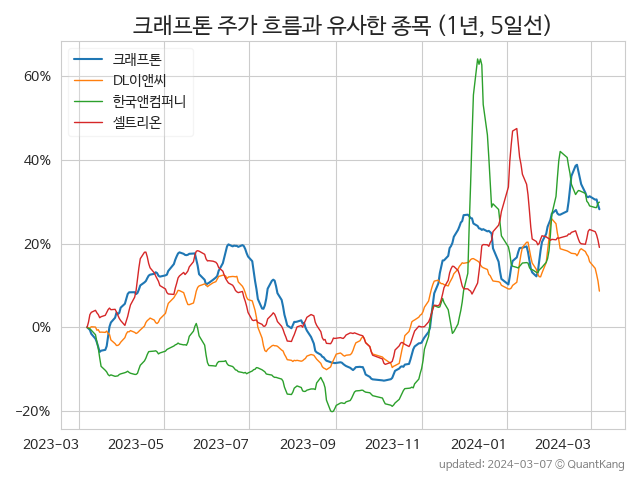 크래프톤 주가 흐름과 유사한 종목 (1년, 5일선)
크래프톤
DL이앤씨
한국앤컴퍼니
셀트리온
60%
40%
20%
0%
−20%
2023-03 2023-05 2023-07 2023-09 2023-11 2024-01 2024-03
updated: 2024-03-07 © QuantKang